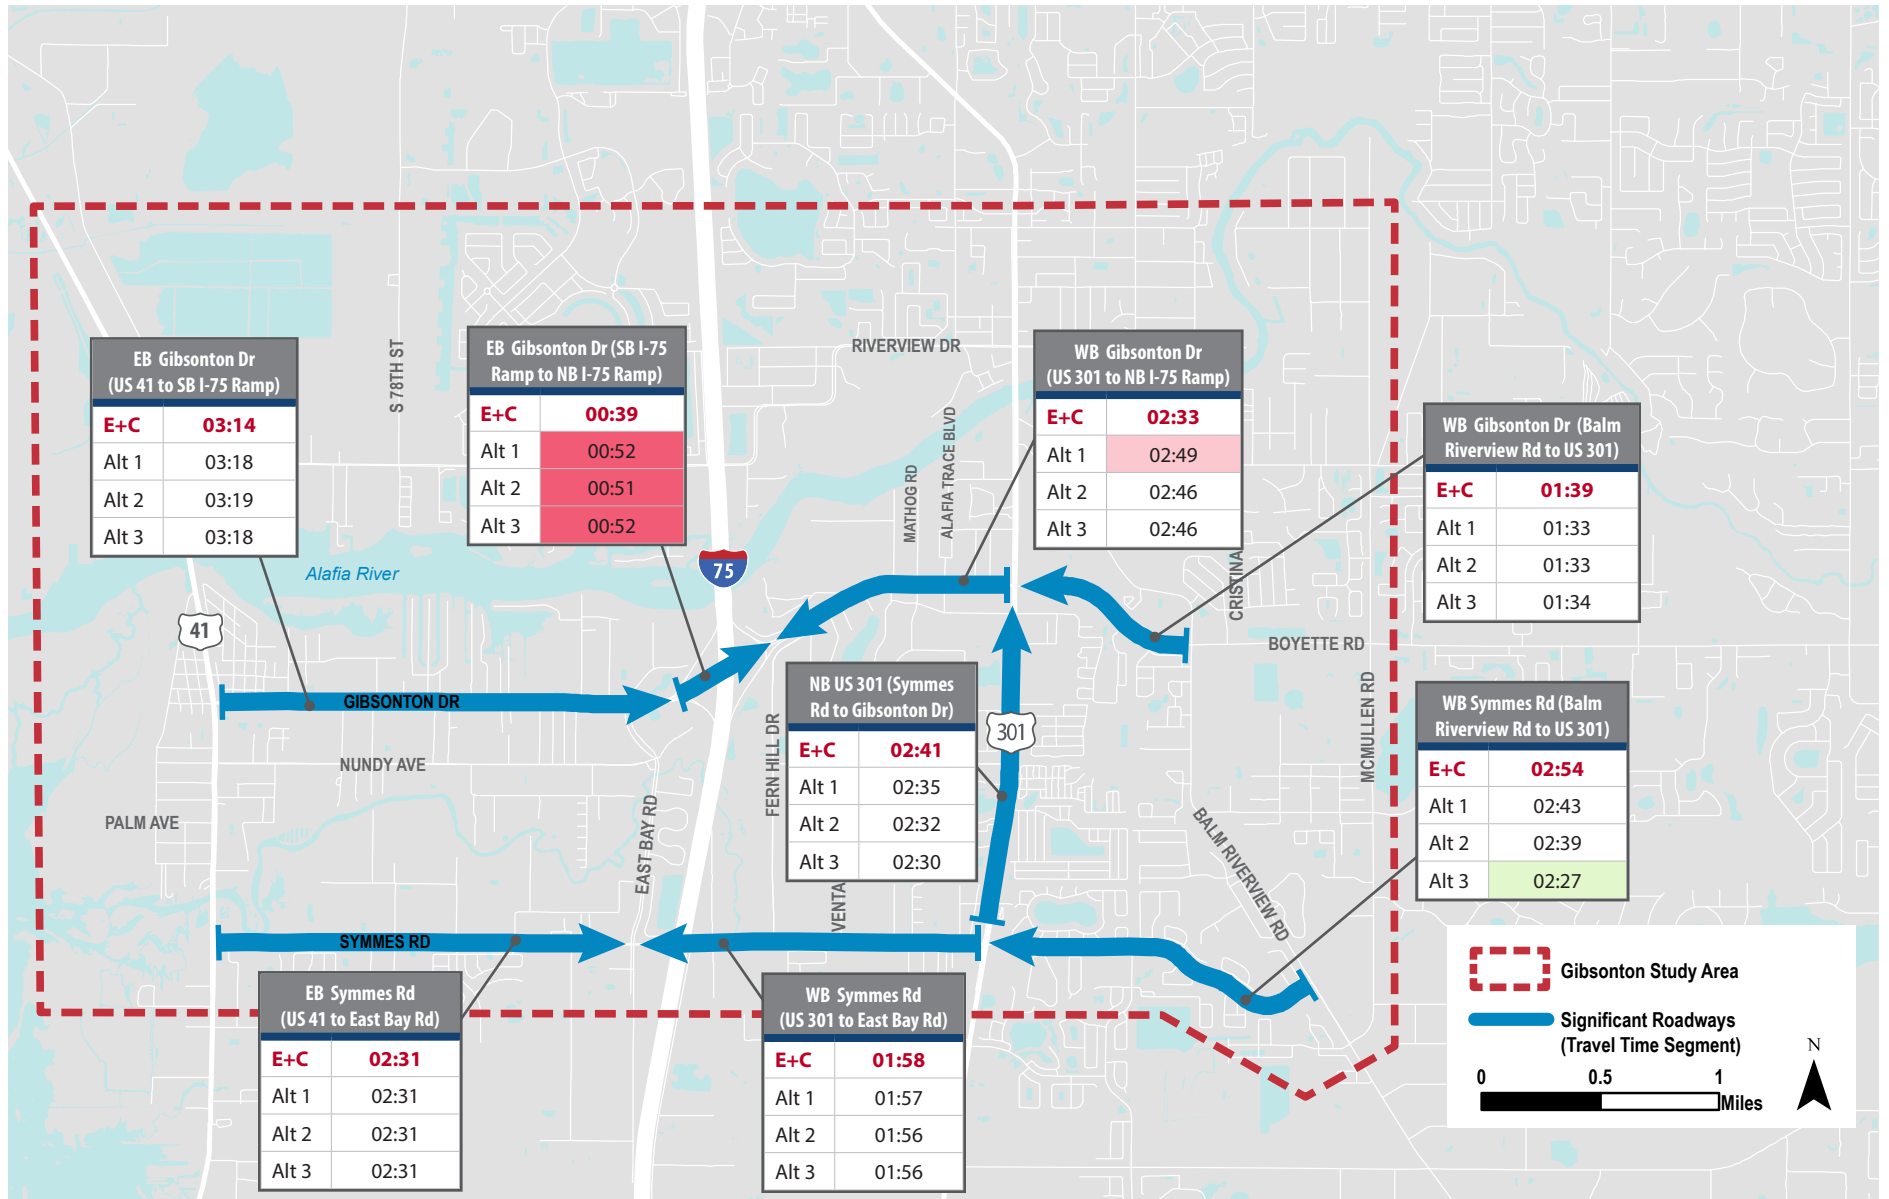 EB Gibsonton Dr
(US 41 to SB I-75 Ramp)
E+C 03:14
Alt 1 03:18
Alt 2 03:19
Alt 3 03:18
S 78TH ST
EB Gibsonton Dr (SB I-75
Ramp to NB I-75 Ramp)
E+C 00:39
Alt 1 00:52
Alt 2 00:51
Alt 3 00:52
RIVERVIEW DR
WB Gibsonton Dr
(US 301 to NB I-75 Ramp)
E+C 02:33
Alt 1 02:49
Alt 2 02:46
Alt 3 02:46
WB Gibsonton Dr (Balm
Riverview Rd to US 301)
E+C 01:39
Alt 1 01:33
Alt 2 01:33
Alt 3 01:34
MATHOG RD
ALAFIA TRACE BLVD
Alafia River
75
41
CRISTINA
BOYETTE RD
GIBSONTON DR
NUNDY AVE
PALM AVE
EAST BAY RD
FERN HILL DR
NB US 301 (Symmes
Rd to Gibsonton Dr)
E+C 02:41
Alt 1 02:35
Alt 2 02:32
Alt 3 02:30
VENTA
301
MCMULLEN RD
BALM RIVERVIEW RD
WB Symmes Rd (Balm
Riverview Rd to US 301)
E+C 02:54
Alt 1 02:43
Alt 2 02:39
Alt 3 02:27
SYMMES RD
EB Symmes Rd
(US 41 to East Bay Rd)
E+C 02:31
Alt 1 02:31
Alt 2 02:31
Alt 3 02:31
WB Symmes Rd
(US 301 to East Bay Rd)
E+C 01:58
Alt 1 01:57
Alt 2 01:56
Alt 3 01:56
Gibsonton Study Area
Significant Roadways
(Travel Time Segment)
N
0 0.5 1
Miles